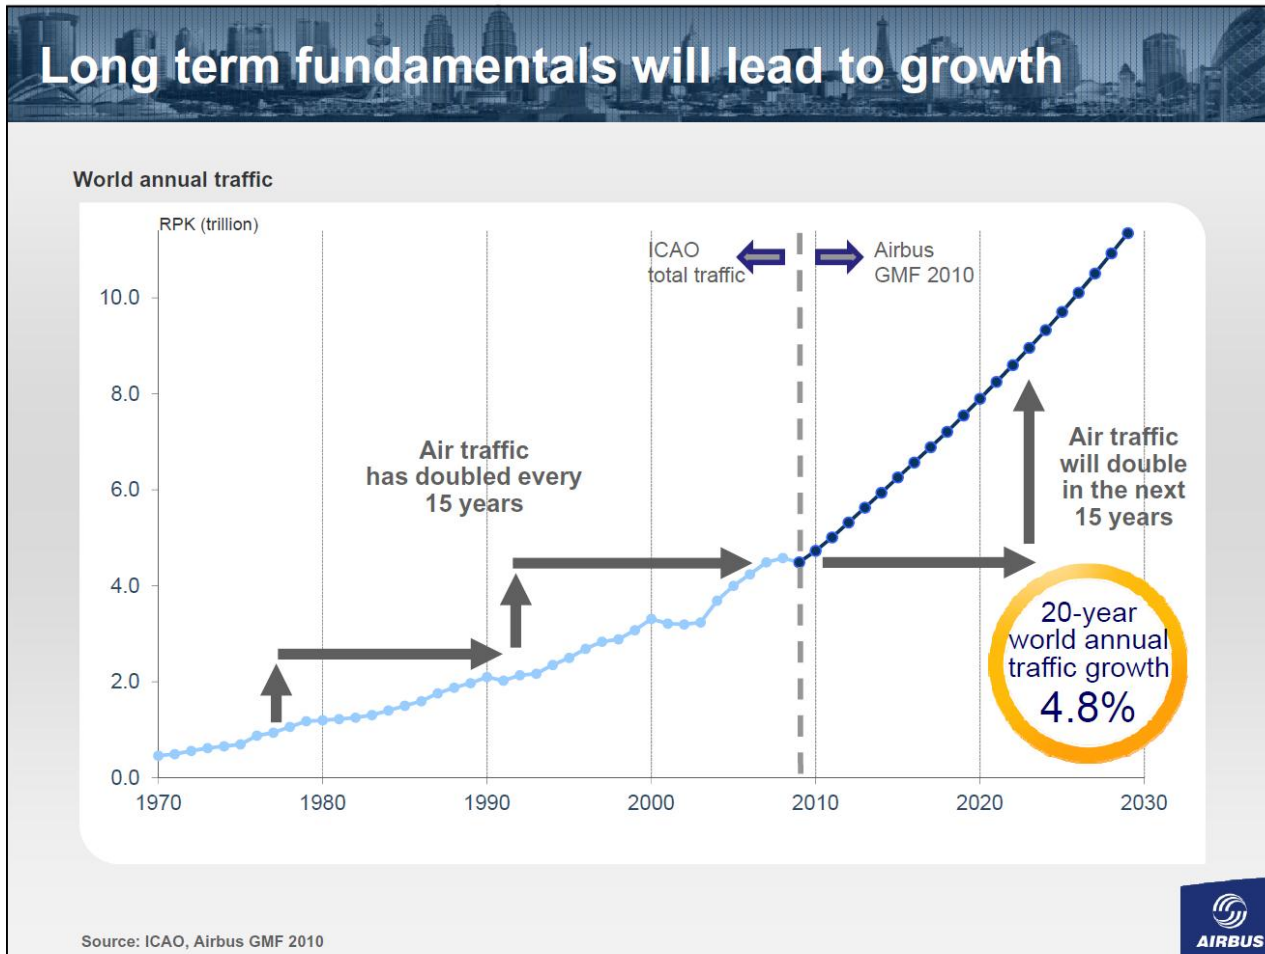 Long term fundamentals will lead to growth
World annual traffic
RPK (trillion)
ICAO
total traffic
Airbus
GMF 2010
10.0
8.0
6.0
4.0
2.0
0.0
Air traffic
has doubled every
15 years
Air traffic
will double
in the next
15 years
20-year
world annual
traffic growth
4.8%
1970
1980
1990
2000
2010
2020
2030
Source: ICAO, Airbus GMF 2010
AIRBUS